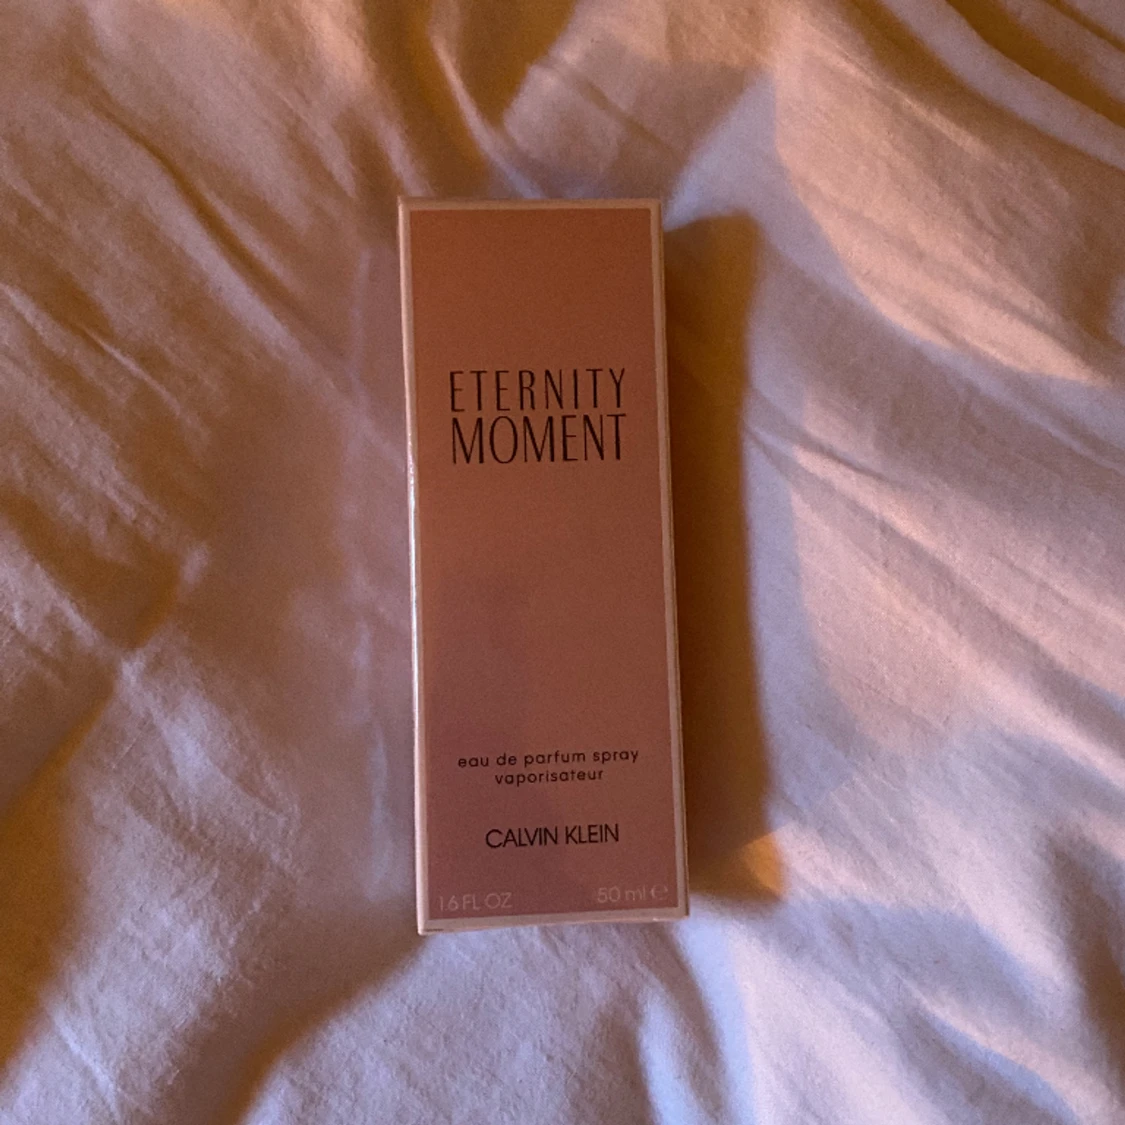 ETERNITY
MOMENT
eau de parfum spray
vaporisateur
CALVIN KLEIN
1.6 FL OZ 50 ml ℮